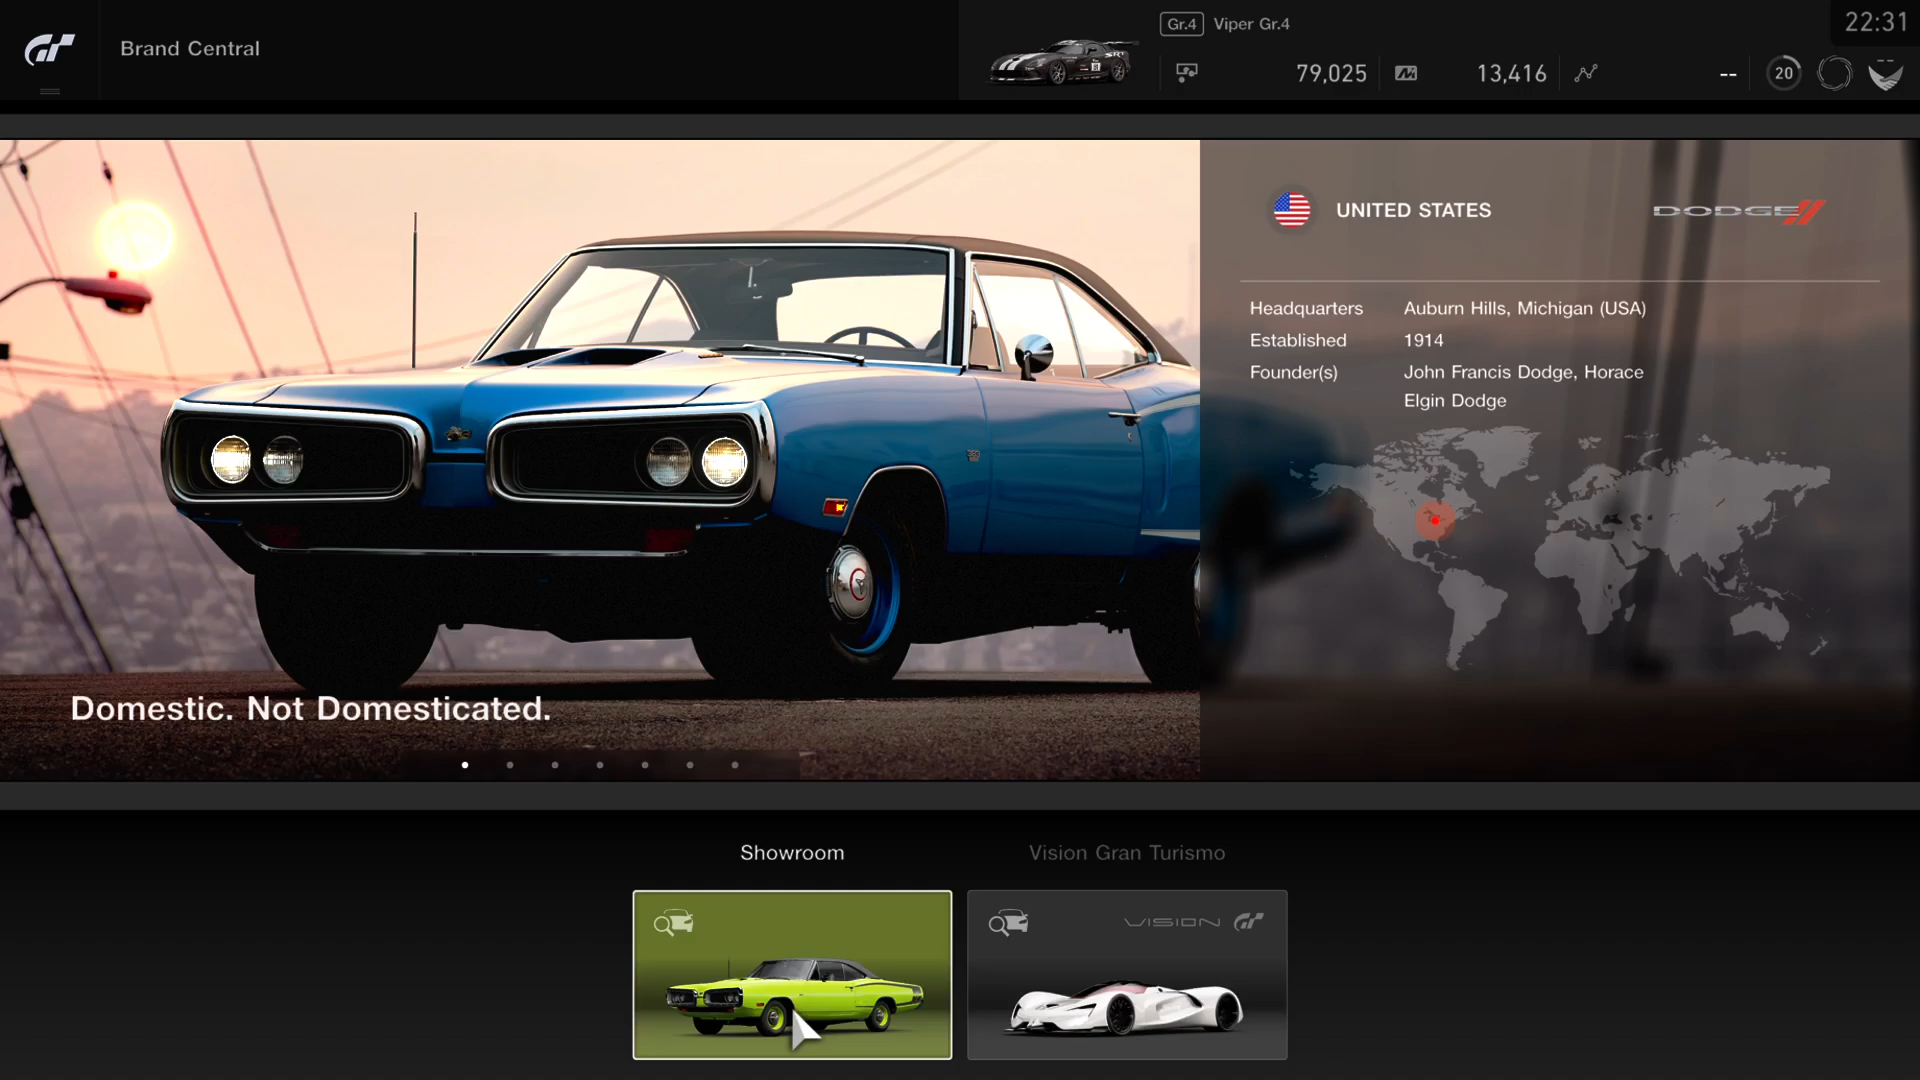 Brand Central
Gr.4 Viper Gr.4
22:31
79,025
13,416
--
20
--
UNITED STATES
DODGE
Headquarters Auburn Hills, Michigan (USA)
Established 1914
Founder(s) John Francis Dodge, Horace
Elgin Dodge
Domestic. Not Domesticated.
Showroom
Vision Gran Turismo
VISION GT